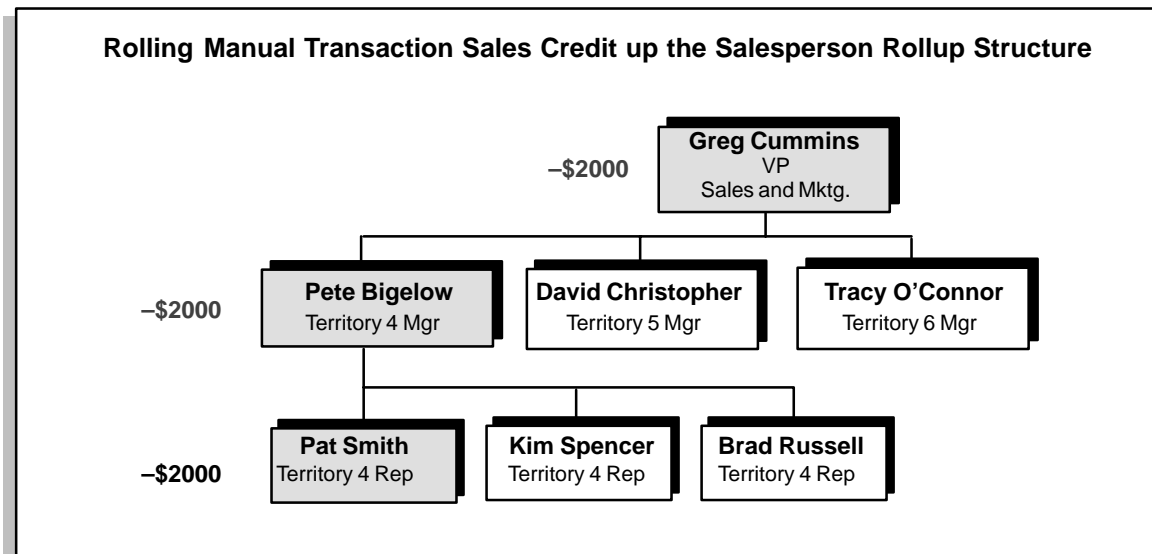 Rolling Manual Transaction Sales Credit up the Salesperson Rollup Structure
Greg Cummins
VP
Sales and Mktg.
–$2000
Pete Bigelow
Territory 4 Mgr
–$2000
David Christopher
Territory 5 Mgr
Tracy O’Connor
Territory 6 Mgr
Pat Smith
Territory 4 Rep
–$2000
Kim Spencer
Territory 4 Rep
Brad Russell
Territory 4 Rep